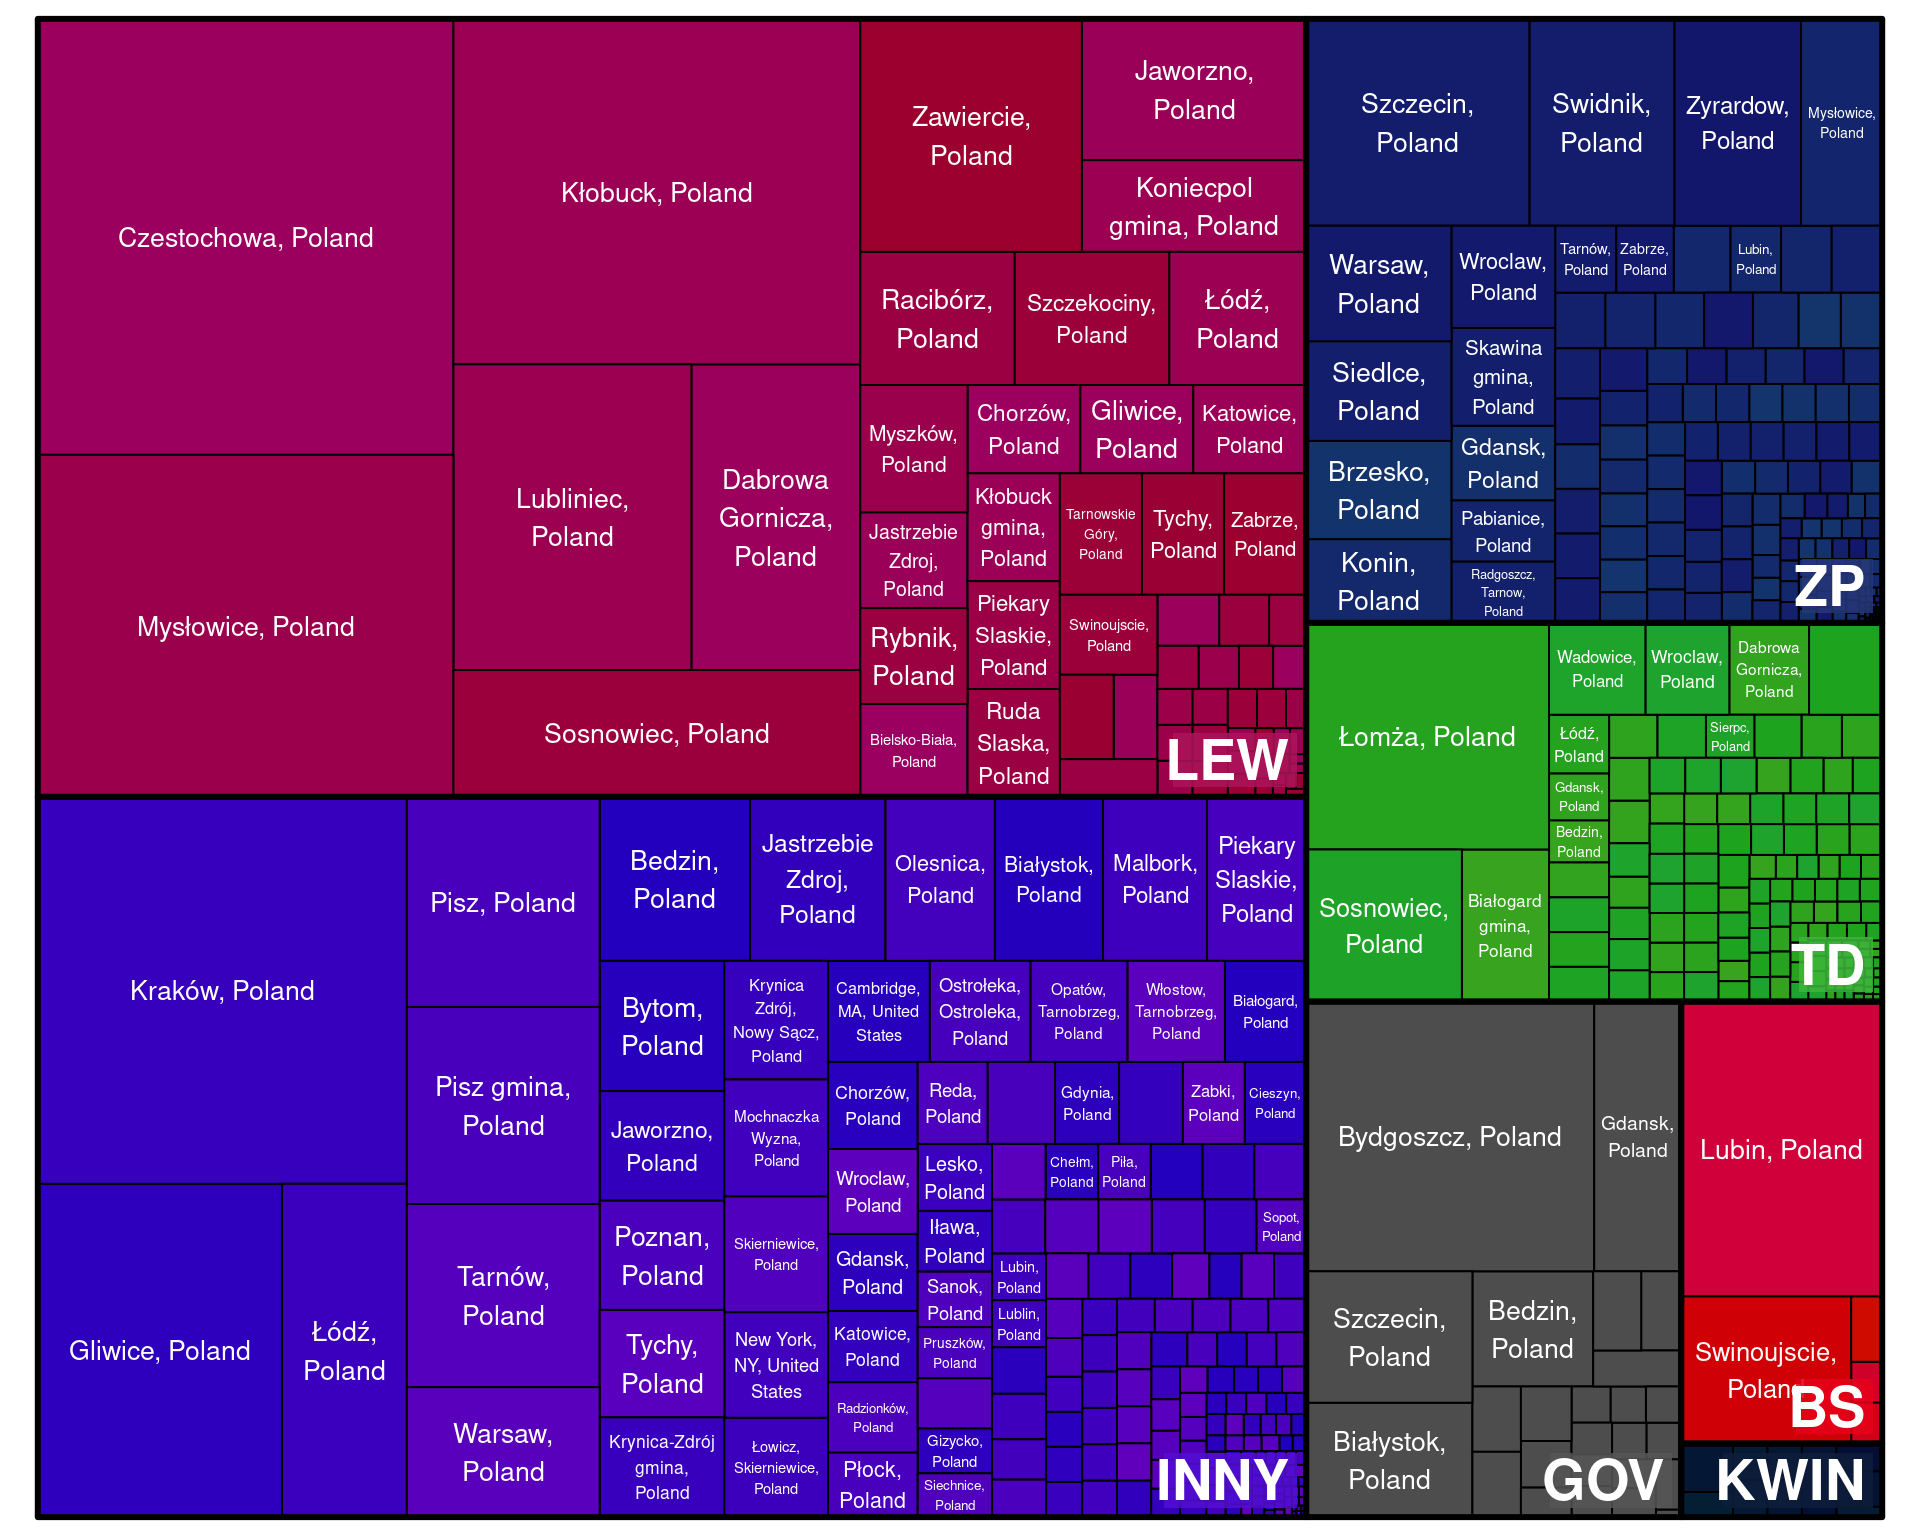 Czestochowa, Poland
Mysłowice, Poland
Kłobuck, Poland
Lubliniec,
Poland
Dabrowa
Gornicza,
Poland
Sosnowiec, Poland
Zawiercie,
Poland
Jaworzno,
Poland
Koniecpol
gmina, Poland
Racibórz,
Poland
Szczekociny,
Poland
Łódź,
Poland
Myszków,
Poland
Jastrzebie
Zdroj,
Poland
Rybnik,
Poland
Bielsko-Biała,
Poland
Chorzów,
Poland
Gliwice,
Poland
Katowice,
Poland
Kłobuck
gmina,
Poland
Piekary
Slaskie,
Poland
Ruda
Slaska,
Poland
Tarnowskie
Góry,
Poland
Tychy,
Poland
Zabrze,
Poland
Swinoujscie,
Poland
LEW
Kraków, Poland
Gliwice, Poland
Łódź,
Poland
Pisz, Poland
Pisz gmina,
Poland
Tarnów,
Poland
Warsaw,
Poland
Bedzin,
Poland
Jastrzebie
Zdroj,
Poland
Olesnica,
Poland
Białystok,
Poland
Malbork,
Poland
Piekary
Slaskie,
Poland
Bytom,
Poland
Jaworzno,
Poland
Poznan,
Poland
Tychy,
Poland
Krynica-Zdrój
gmina,
Poland
Krynica
Zdrój,
Nowy Sącz,
Poland
Mochnaczka
Wyzna,
Poland
Skierniewice,
Poland
New York,
NY, United
States
Łowicz,
Skierniewice,
Poland
Cambridge,
MA, United
States
Ostrołeka,
Ostroleka,
Poland
Opatów,
Tarnobrzeg,
Poland
Włostow,
Tarnobrzeg,
Poland
Białogard,
Poland
Chorzów,
Poland
Wroclaw,
Poland
Gdansk,
Poland
Katowice,
Poland
Radzionków,
Poland
Płock,
Poland
Reda,
Poland
Gdynia,
Poland
Zabki,
Poland
Cieszyn,
Poland
Lesko,
Poland
Iława,
Poland
Sanok,
Poland
Pruszków,
Poland
Gizycko,
Poland
Siechnice,
Poland
Chełm,
Poland
Piła,
Poland
Sopot,
Poland
Lubin,
Poland
Lublin,
Poland
INNY
Szczecin,
Poland
Swidnik,
Poland
Zyrardow,
Poland
Mysłowice,
Poland
Warsaw,
Poland
Siedlce,
Poland
Brzesko,
Poland
Konin,
Poland
Wroclaw,
Poland
Skawina
gmina,
Poland
Gdansk,
Poland
Pabianice,
Poland
Radgoszcz,
Tarnow,
Poland
Tarnów,
Poland
Zabrze,
Poland
Lubin,
Poland
ZP
Łomża, Poland
Sosnowiec,
Poland
Białogard
gmina,
Poland
Wadowice,
Poland
Wroclaw,
Poland
Dabrowa
Gornicza,
Poland
Łódź,
Poland
Gdansk,
Poland
Bedzin,
Poland
Sierpc,
Poland
TD
Bydgoszcz, Poland
Gdansk,
Poland
Szczecin,
Poland
Białystok,
Poland
Bedzin,
Poland
GOV
Lubin, Poland
Swinoujscie,
Poland
BS
KWIN